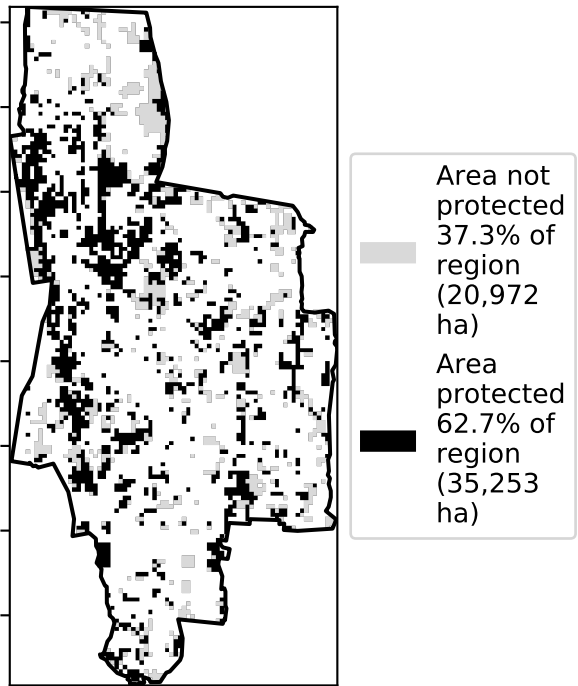 Area not
protected
37.3% of
region
(20,972
ha)
Area
protected
62.7% of
region
(35,253
ha)